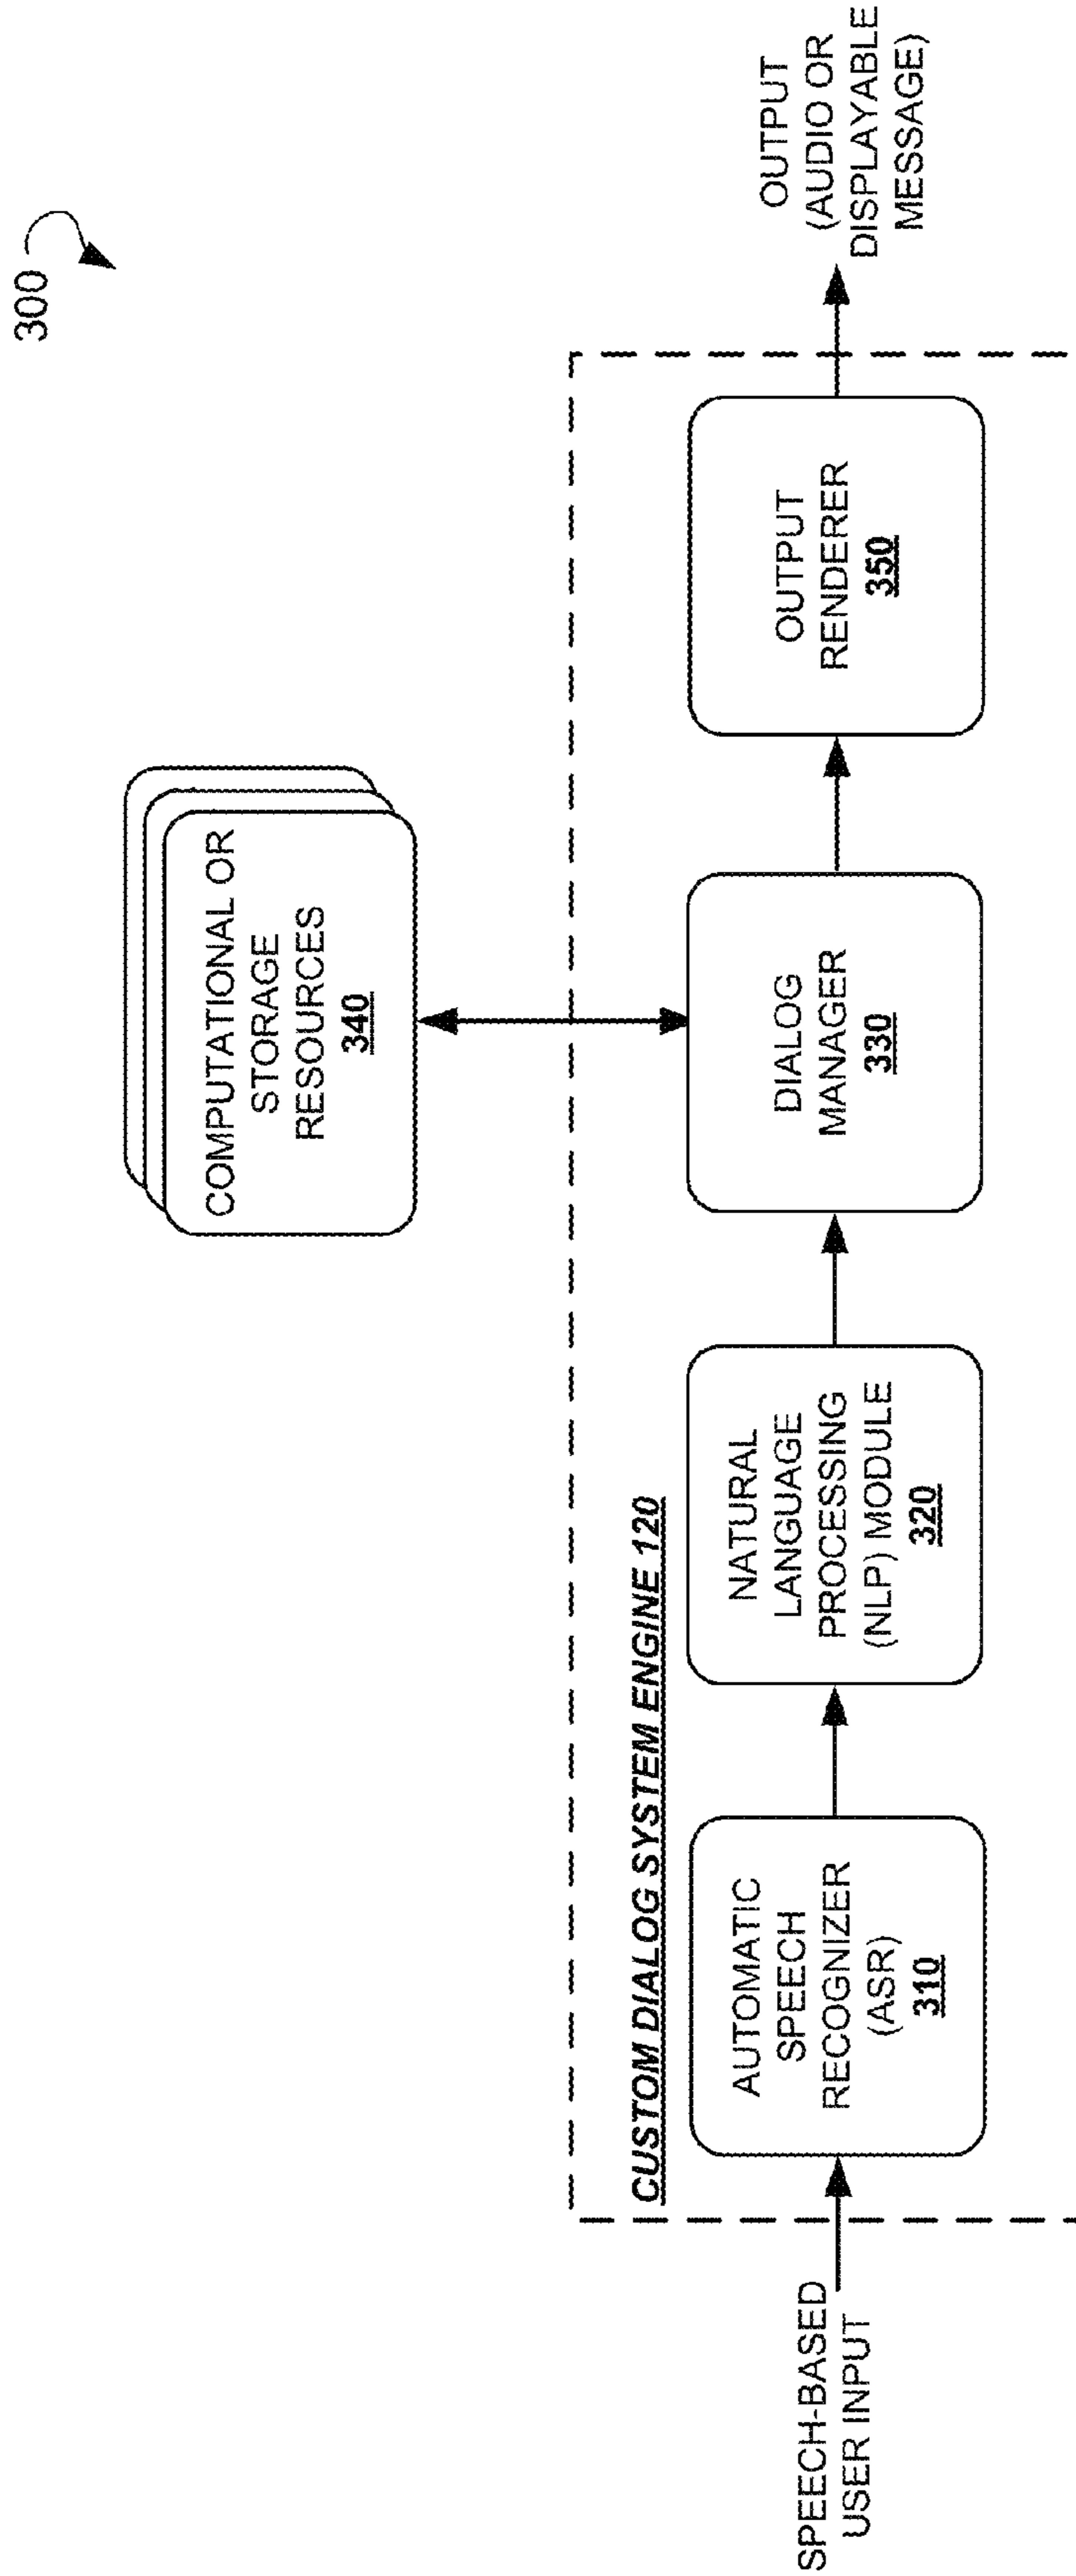 300
COMPUTATIONAL OR
STORAGE
RESOURCES
340
CUSTOM DIALOG SYSTEM ENGINE 120
SPEECH-BASED
USER INPUT
AUTOMATIC
SPEECH
RECOGNIZER
(ASR)
310
NATURAL
LANGUAGE
PROCESSING
(NLP) MODULE
320
DIALOG
MANAGER
330
OUTPUT
RENDERER
350
OUTPUT
(AUDIO OR
DISPLAYABLE
MESSAGE)